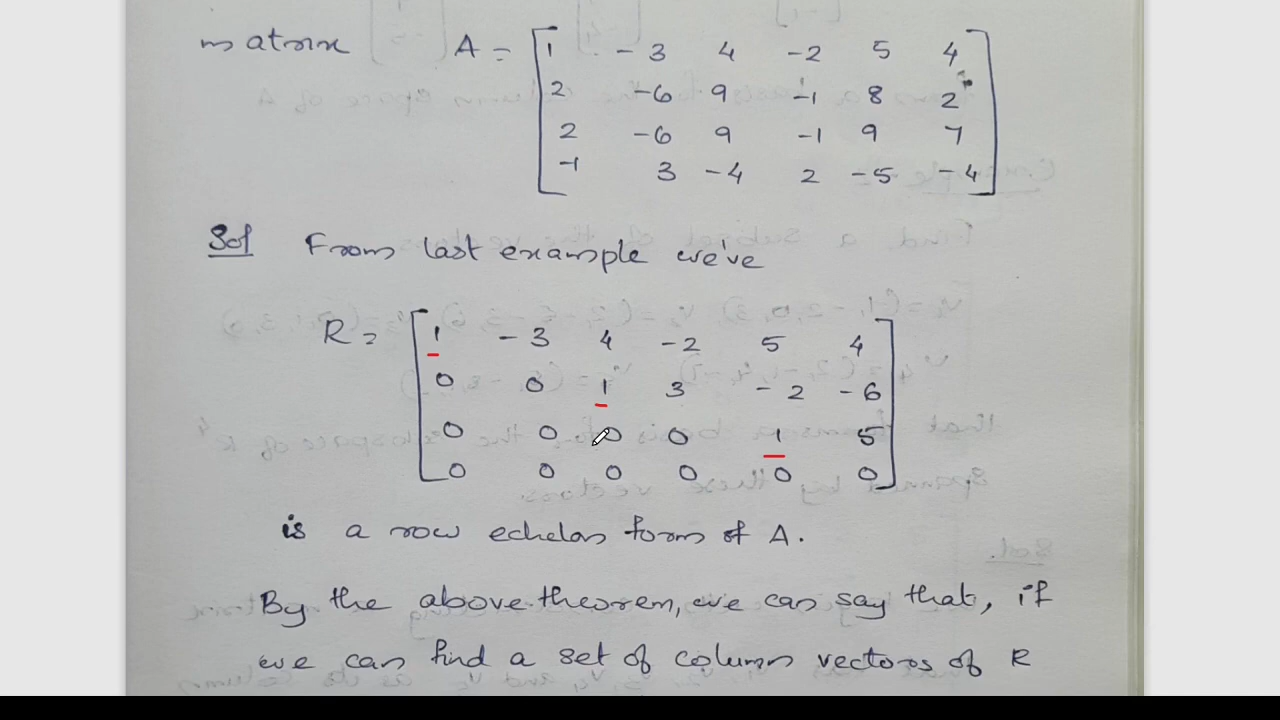 matrix A = [1 -3 4 -2 5 4
2 -6 9 -1 8 2
2 -6 9 -1 9 7
-1 3 -4 2 -5 -4]
Sol From last example we've
R = [1 -3 4 -2 5 4
0 0 1 3 -2 -6
0 0 0 0 1 5
0 0 0 0 0 0]
is a row echelon form of A.
By the above theorem, we can say that, if
we can find a set of column vectors of R